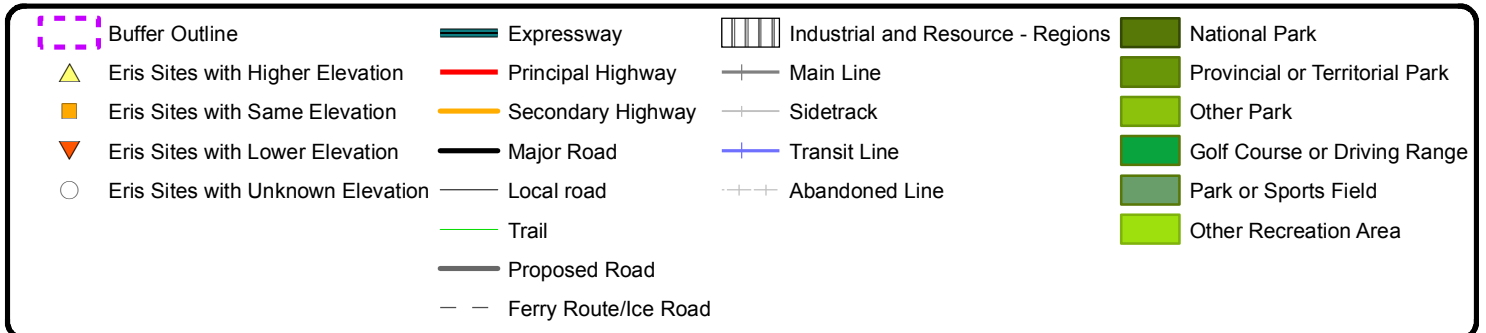 Buffer Outline
Eris Sites with Higher Elevation
Eris Sites with Same Elevation
Eris Sites with Lower Elevation
Eris Sites with Unknown Elevation
Expressway
Principal Highway
Secondary Highway
Major Road
Local road
Trail
Proposed Road
Ferry Route/Ice Road
Industrial and Resource - Regions
Main Line
Sidetrack
Transit Line
Abandoned Line
National Park
Provincial or Territorial Park
Other Park
Golf Course or Driving Range
Park or Sports Field
Other Recreation Area